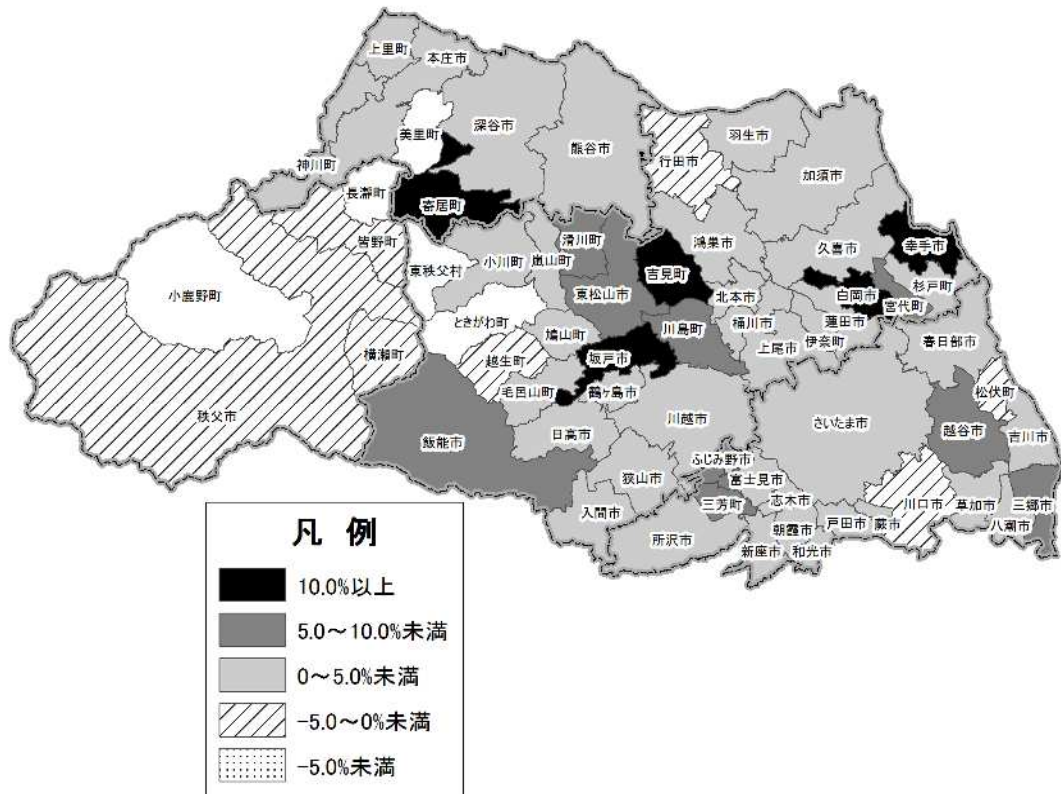 上里町
本庄市
美里町
深谷市
熊谷市
行田市
羽生市
加須市
神川町
長瀞町
寄居町
皆野町
東秩父村
小川町
嵐山町
滑川町
吉見町
鴻巣市
久喜市
幸手市
杉戸町
小鹿野町
ときがわ町
東松山市
北本市
白岡市
宮代町
横瀬町
越生町
鳩山町
川島町
桶川市
蓮田市
坂戸市
上尾市
伊奈町
春日部市
毛呂山町
鶴ヶ島市
松伏町
秩父市
飯能市
日高市
川越市
さいたま市
越谷市
吉川市
ふじみ野市
狭山市
富士見市
川口市
三芳町
志木市
草加市
三郷市
入間市
所沢市
朝霞市
戸田市
蕨市
八潮市
新座市
和光市
凡 例
10.0%以上
5.0～10.0%未満
0～5.0%未満
-5.0～0%未満
-5.0%未満